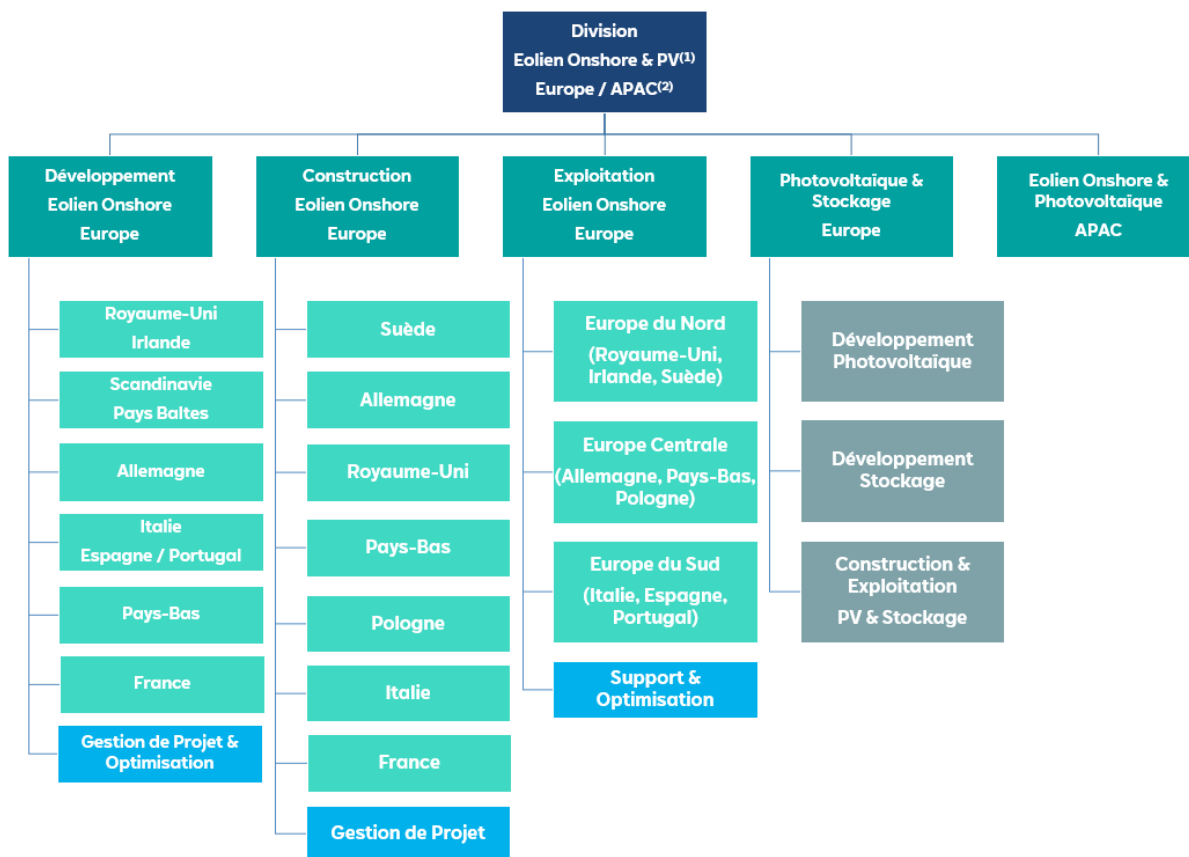 Division
Eolien Onshore & PV(1)
Europe / APAC(2)
Développement
Eolien Onshore
Europe
Construction
Eolien Onshore
Europe
Exploitation
Eolien Onshore
Europe
Photovoltaïque &
Stockage
Europe
Eolien Onshore &
Photovoltaïque
APAC
Royaume-Uni
Irlande
Scandinavie
Pays Baltes
Allemagne
Italie
Espagne / Portugal
Pays-Bas
France
Gestion de Projet &
Optimisation
Suède
Allemagne
Royaume-Uni
Pays-Bas
Pologne
Italie
France
Gestion de Projet
Europe du Nord
(Royaume-Uni,
Irlande, Suède)
Europe Centrale
(Allemagne, Pays-Bas,
Pologne)
Europe du Sud
(Italie, Espagne,
Portugal)
Support &
Optimisation
Développement
Photovoltaïque
Développement
Stockage
Construction &
Exploitation
PV & Stockage